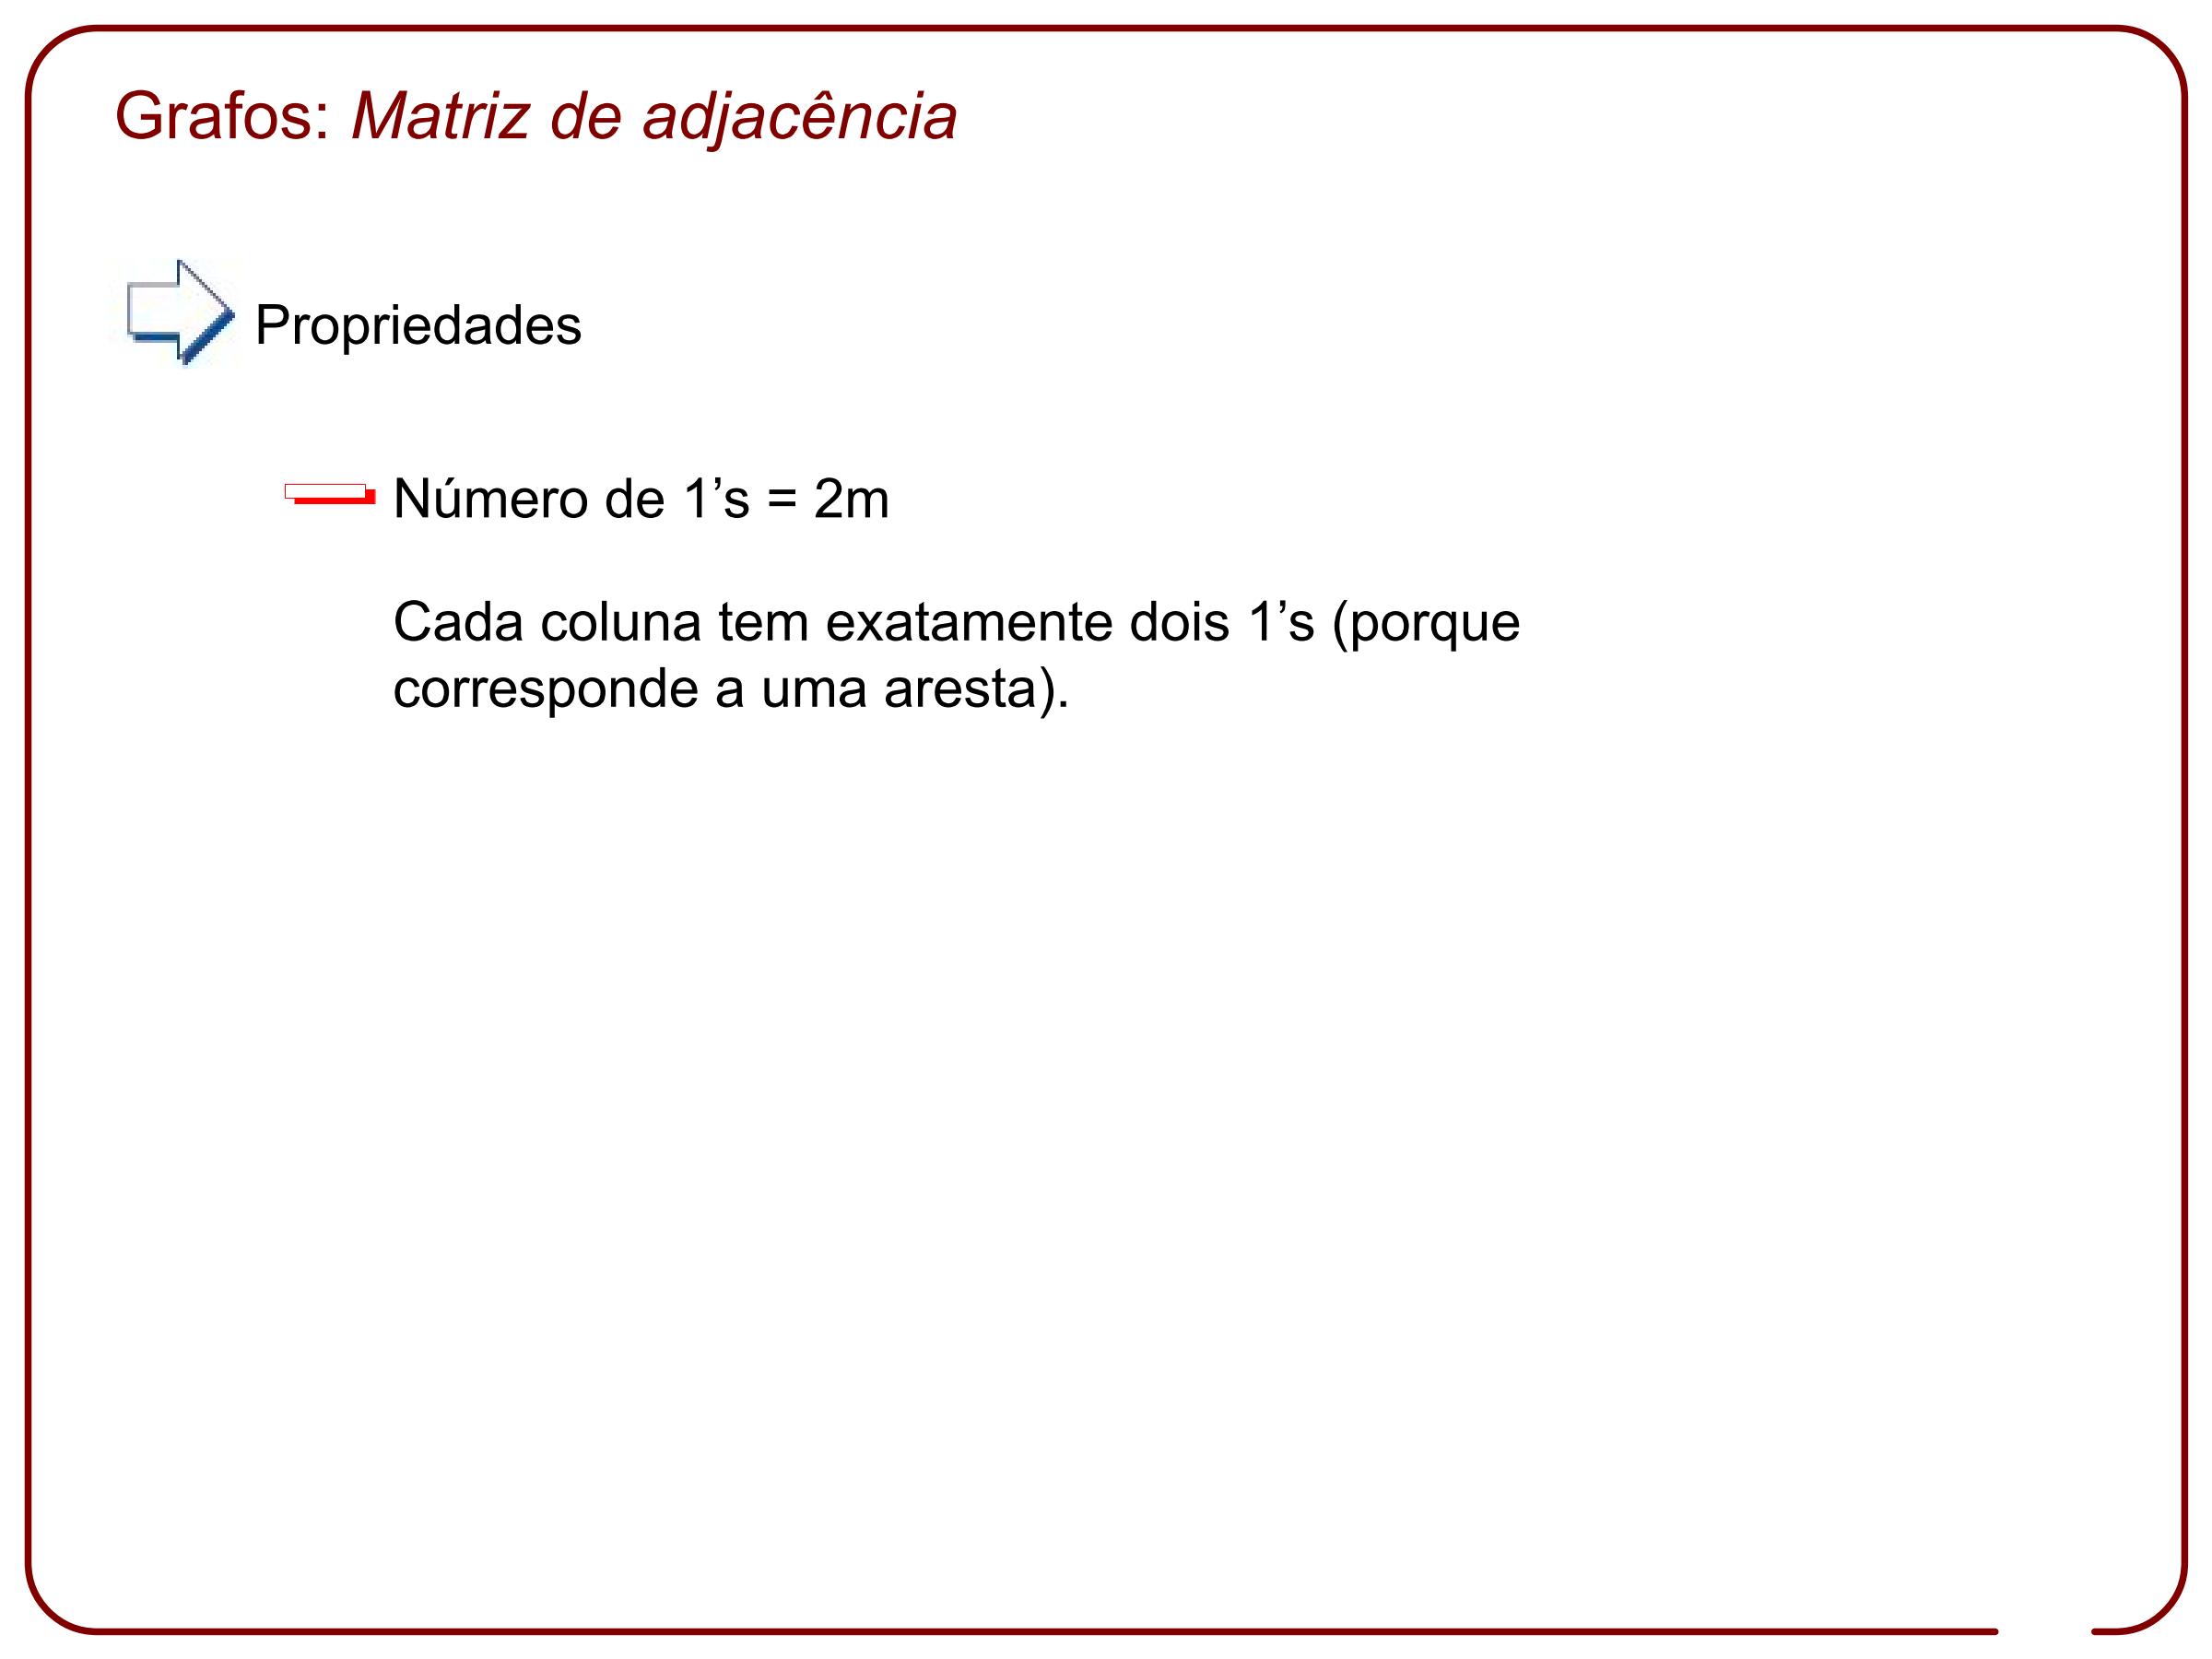 Grafos: Matriz de adjacência
Propriedades
Número de 1’s = 2m
Cada coluna tem exatamente dois 1’s (porque
corresponde a uma aresta).